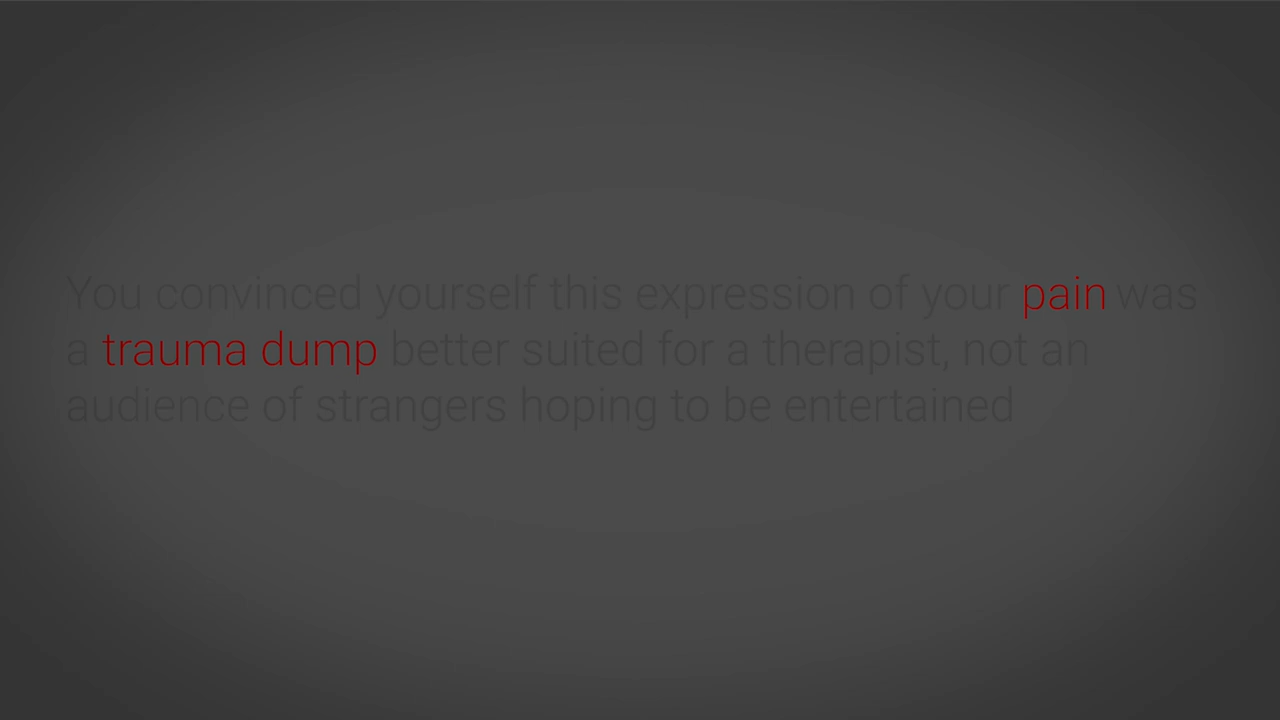 You convinced yourself this expression of your pain was
a trauma dump better suited for a therapist, not an
audience of strangers hoping to be entertained